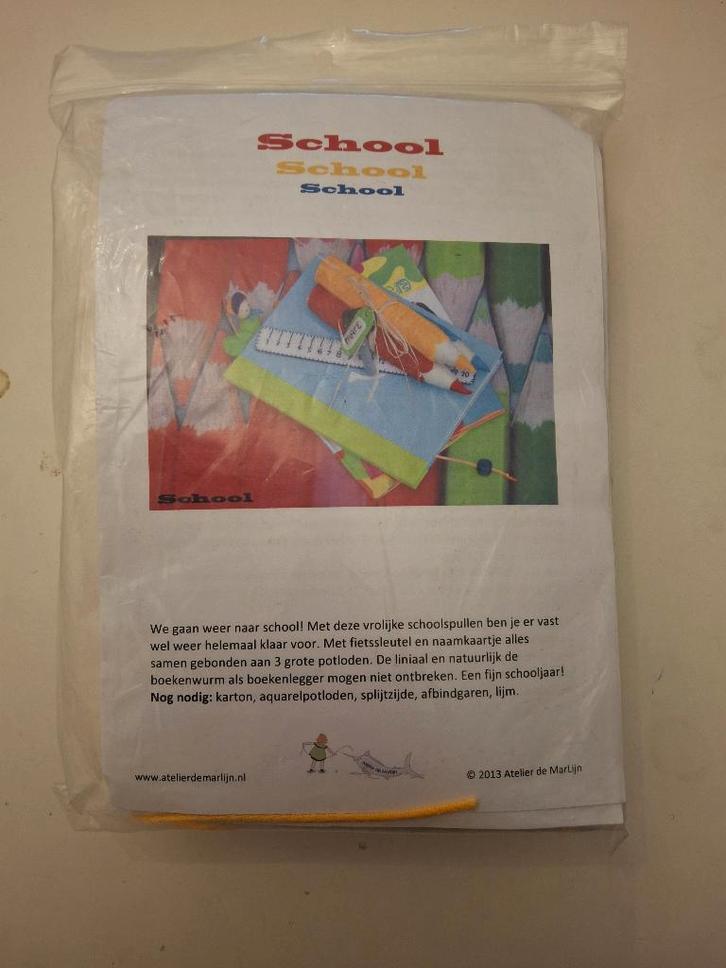 School
School
School
School
We gaan weer naar school! Met deze vrolijke schoolspullen ben je er vast
wel weer helemaal klaar voor. Met fietssleutel en naamkaartje alles
samen gebonden aan 3 grote potloden. De liniaal en natuurlijk de
boekenwurm als boekenlegger mogen niet ontbreken. Een fijn schooljaar!
Nog nodig: karton, aquarelpotloden, splijtzijde, afbindgaren, lijm.
www.atelierdemarlijn.nl
© 2013 Atelier de MarLijn